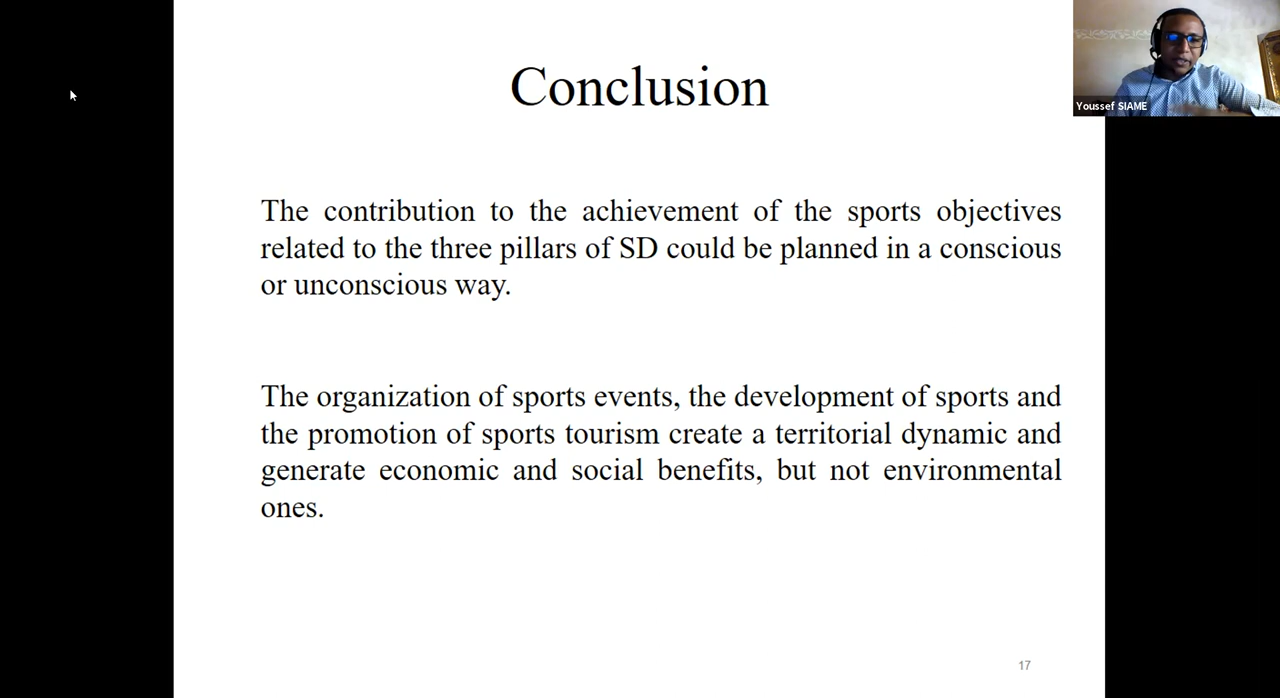 Conclusion
Youssef SIAME
The contribution to the achievement of the sports objectives
related to the three pillars of SD could be planned in a conscious
or unconscious way.
The organization of sports events, the development of sports and
the promotion of sports tourism create a territorial dynamic and
generate economic and social benefits, but not environmental
ones.
17